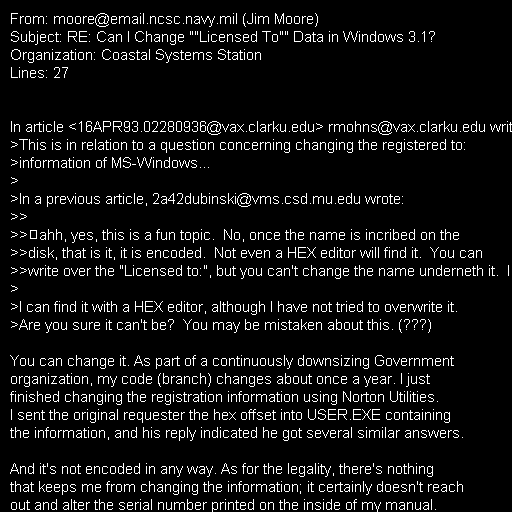 From: moore@email.ncsc.navy.mil (Jim Moore)
Subject: RE: Can I Change ""Licensed To"" Data in Windows 3.1?
Organization: Coastal Systems Station
Lines: 27
In article <16APR93.02280936@vax.clarku.edu> rmohns@vax.clarku.edu writ
>This is in relation to a question concerning changing the registered to:
>information of MS-Windows...
>
>In a previous article, 2a42dubinski@vms.csd.mu.edu wrote:
>>
>>ahh, yes, this is a fun topic.  No, once the name is incribed on the
>>disk, that is it, it is encoded.  Not even a HEX editor will find it.  You can
>>write over the "Licensed to:", but you can't change the name underneth it.  I
>
>I can find it with a HEX editor, although I have not tried to overwrite it.
>Are you sure it can't be?  You may be mistaken about this. (???)
You can change it. As part of a continuously downsizing Government
organization, my code (branch) changes about once a year. I just
finished changing the registration information using Norton Utilities.
I sent the original requester the hex offset into USER.EXE containing
the information, and his reply indicated he got several similar answers.
And it's not encoded in any way. As for the legality, there's nothing
that keeps me from changing the information; it certainly doesn't reach
out and alter the serial number printed on the inside of my manual.